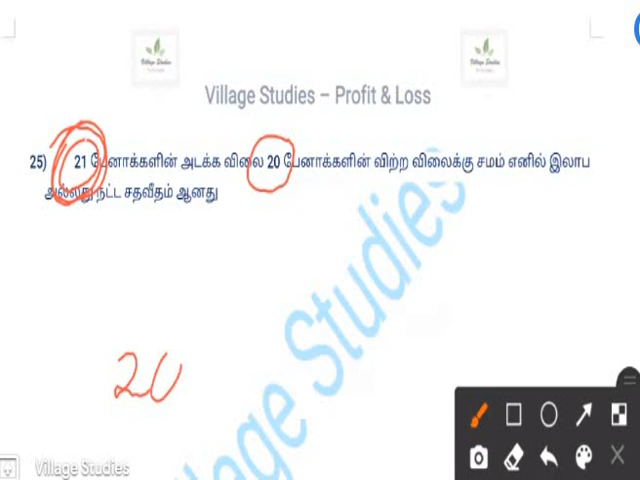 Village Studies
Village Studies
Village Studies – Profit & Loss
25) 21 பேனாக்களின் அடக்க விலை 20 பேனாக்களின் விற்ற விலைக்கு சமம் எனில் இலாப
அல்லது நட்ட சதவீதம் ஆனது
20
Village Studies
Village Studies